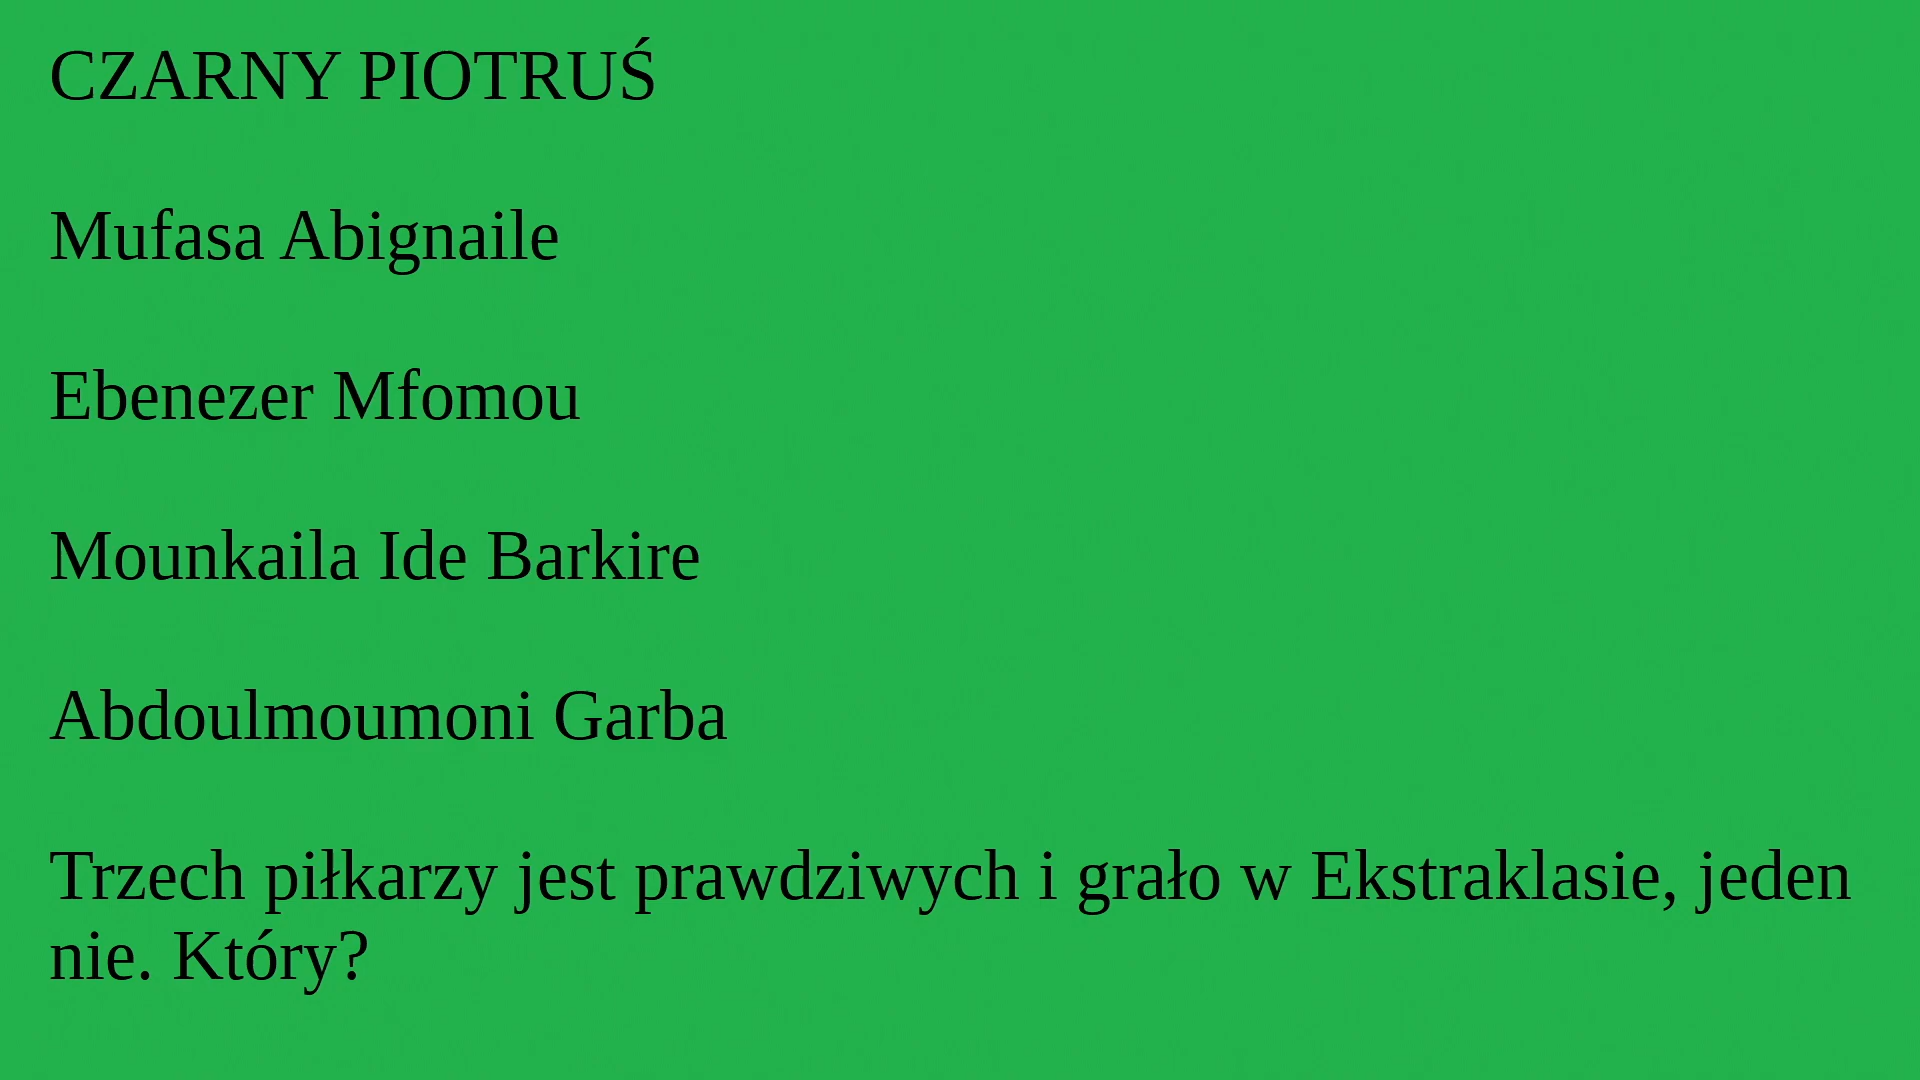 CZARNY PIOTRUŚ
Mufasa Abignaile
Ebenezer Mfomou
Mounkaila Ide Barkire
Abdoulmoumoni Garba
Trzech piłkarzy jest prawdziwych i grało w Ekstraklasie, jeden
nie. Który?